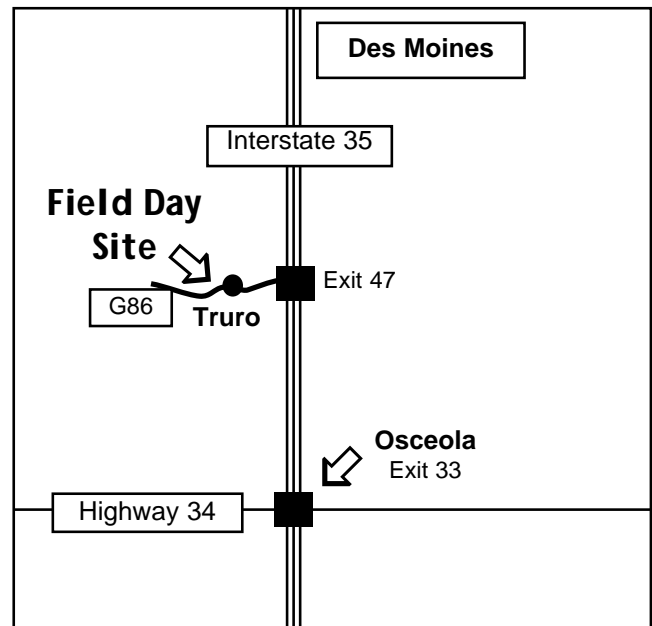 Des Moines
Interstate 35
Field Day
Site
Exit 47
G86
Truro
Osceola
Exit 33
Highway 34